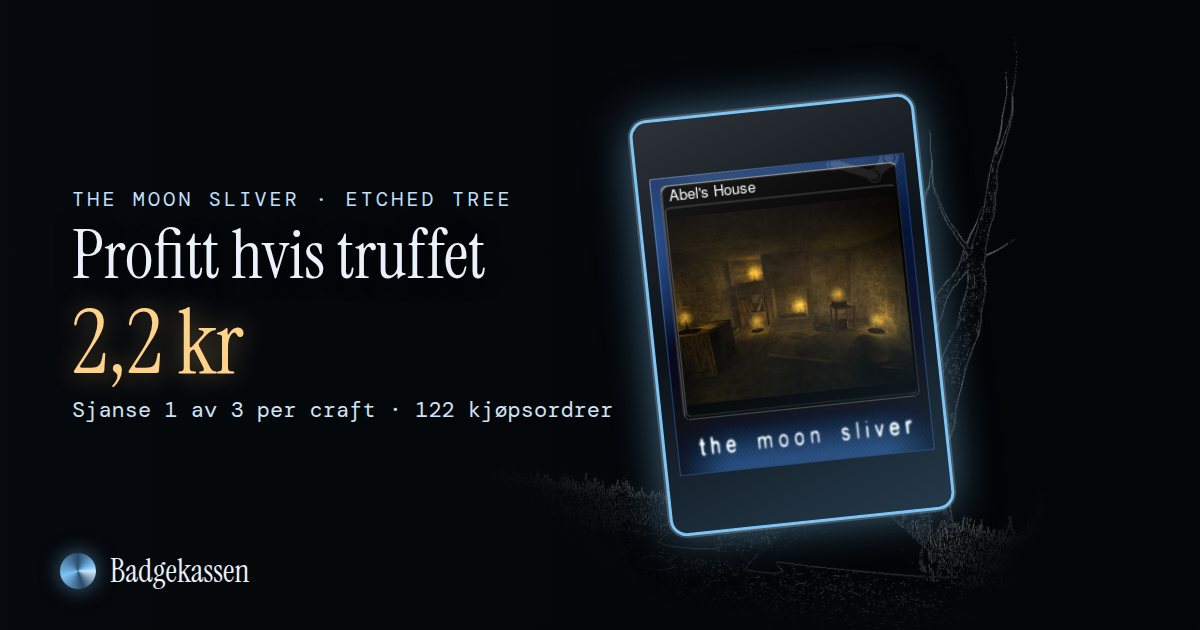 THE MOON SLIVER · ETCHED TREE
Profitt hvis truffet
2,2 kr
Sjanse 1 av 3 per craft · 122 kjøpsordrer
Abel's House
the moon sliver
Badgekassen